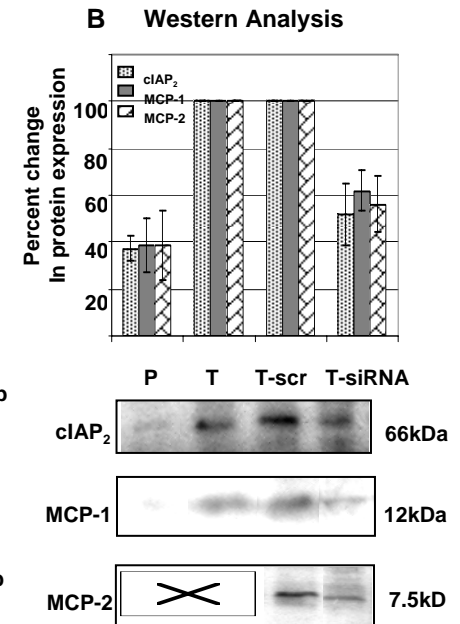 B Western Analysis
cIAP2
MCP-1
MCP-2
Percent change
In protein expression
100
80
60
40
20
P T T-scr T-siRNA
cIAP2 66kDa
MCP-1 12kDa
MCP-2 7.5kD